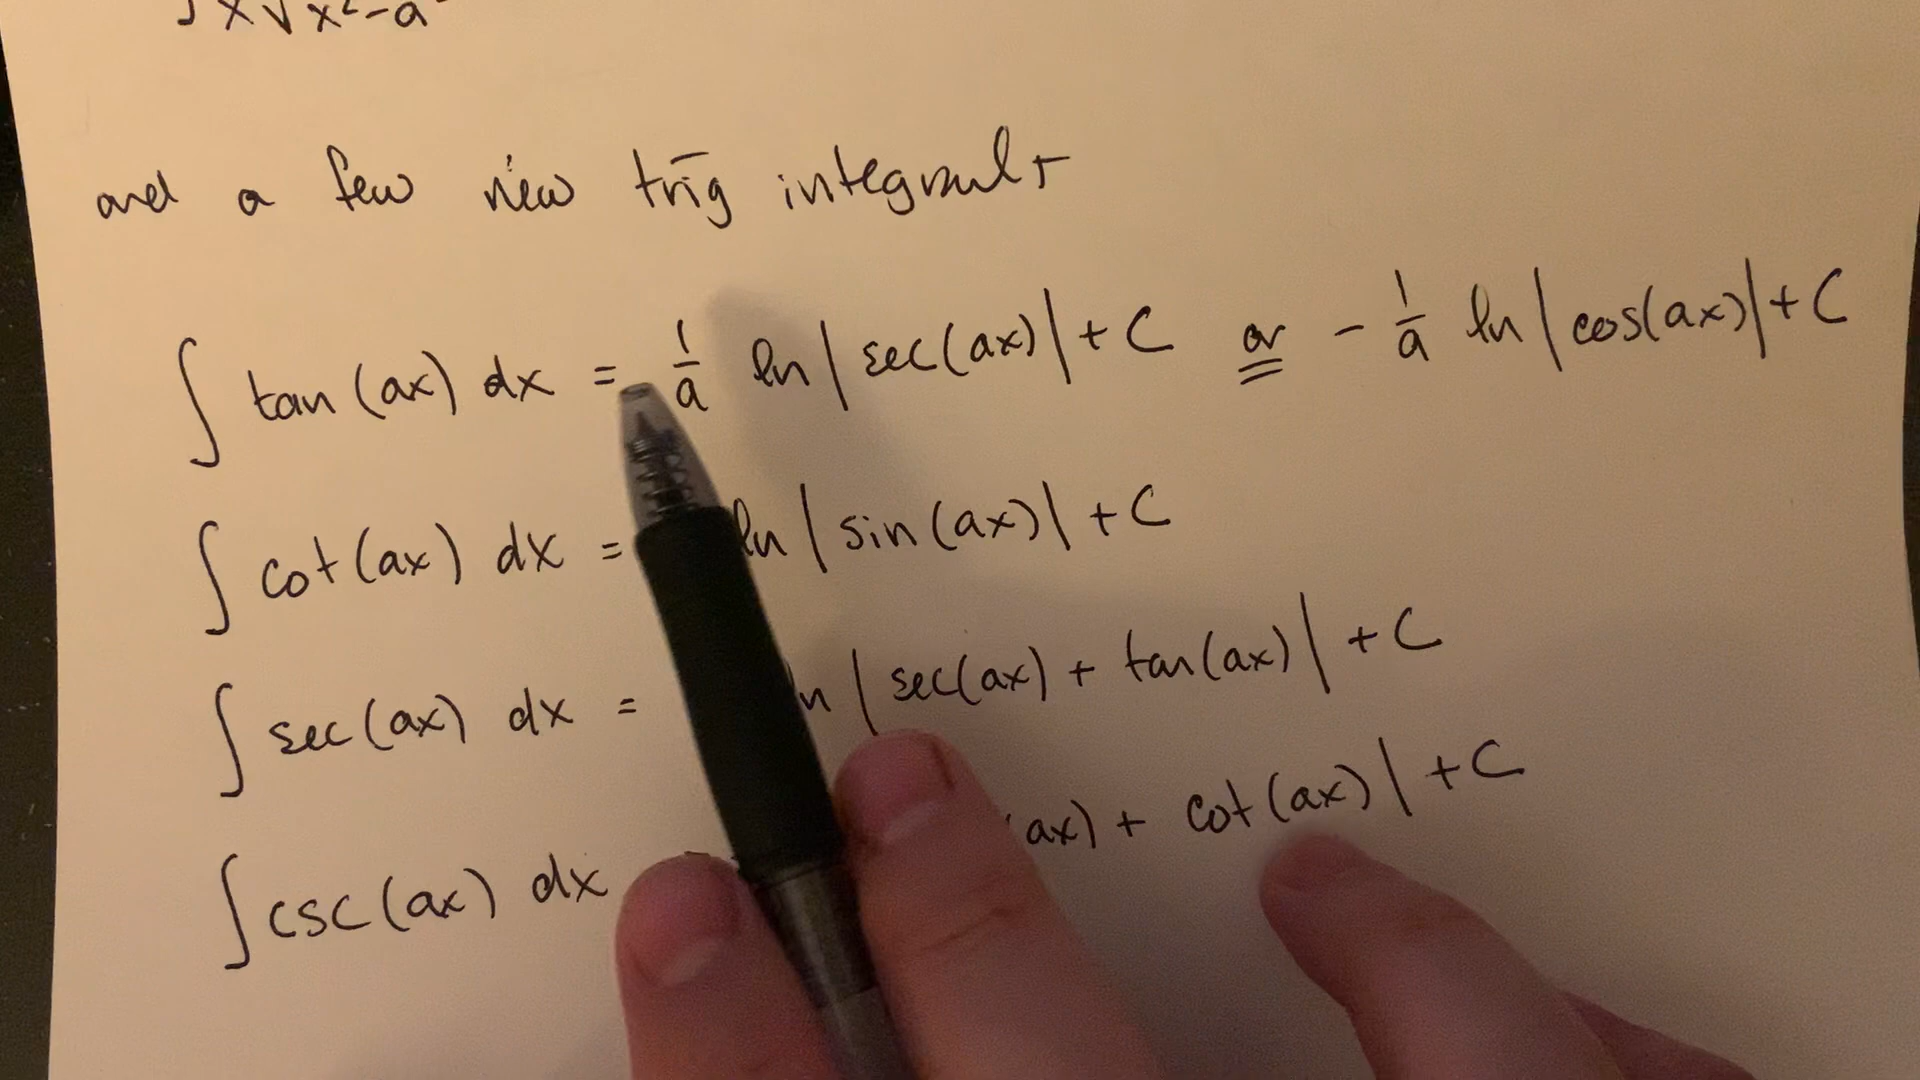 ∫ x√x²-a
and a few new trig integrals
∫ tan(ax) dx = 1/a ln|sec(ax)| + C or - 1/a ln|cos(ax)| + C
∫ cot(ax) dx = ln|sin(ax)| + C
∫ sec(ax) dx = |sec(ax) + tan(ax)| + C
∫ csc(ax) dx ax) + cot(ax)| + C